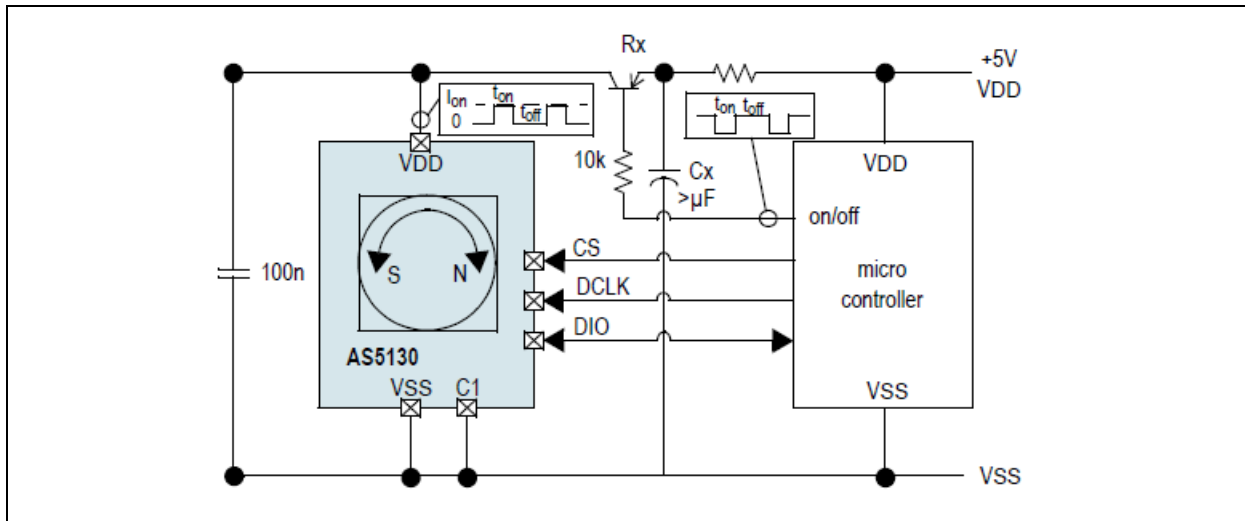 Rx
+5V
VDD
Ion
0
ton
toff
ton toff
VDD
10k
Cx
>µF
VDD
on/off
100n
S N
CS
DCLK
DIO
micro
controller
AS5130
VSS C1
VSS
VSS